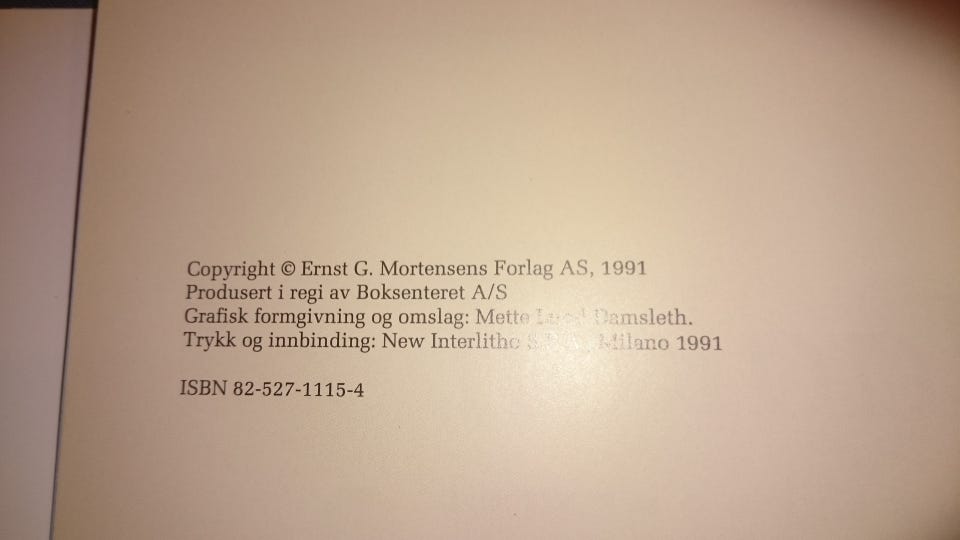 Copyright © Ernst G. Mortensens Forlag AS, 1991
Produsert i regi av Boksenteret A/S
Grafisk formgivning og omslag: Mette Damsleth.
Trykk og innbinding: New Interlitho Milano 1991
ISBN 82-527-1115-4